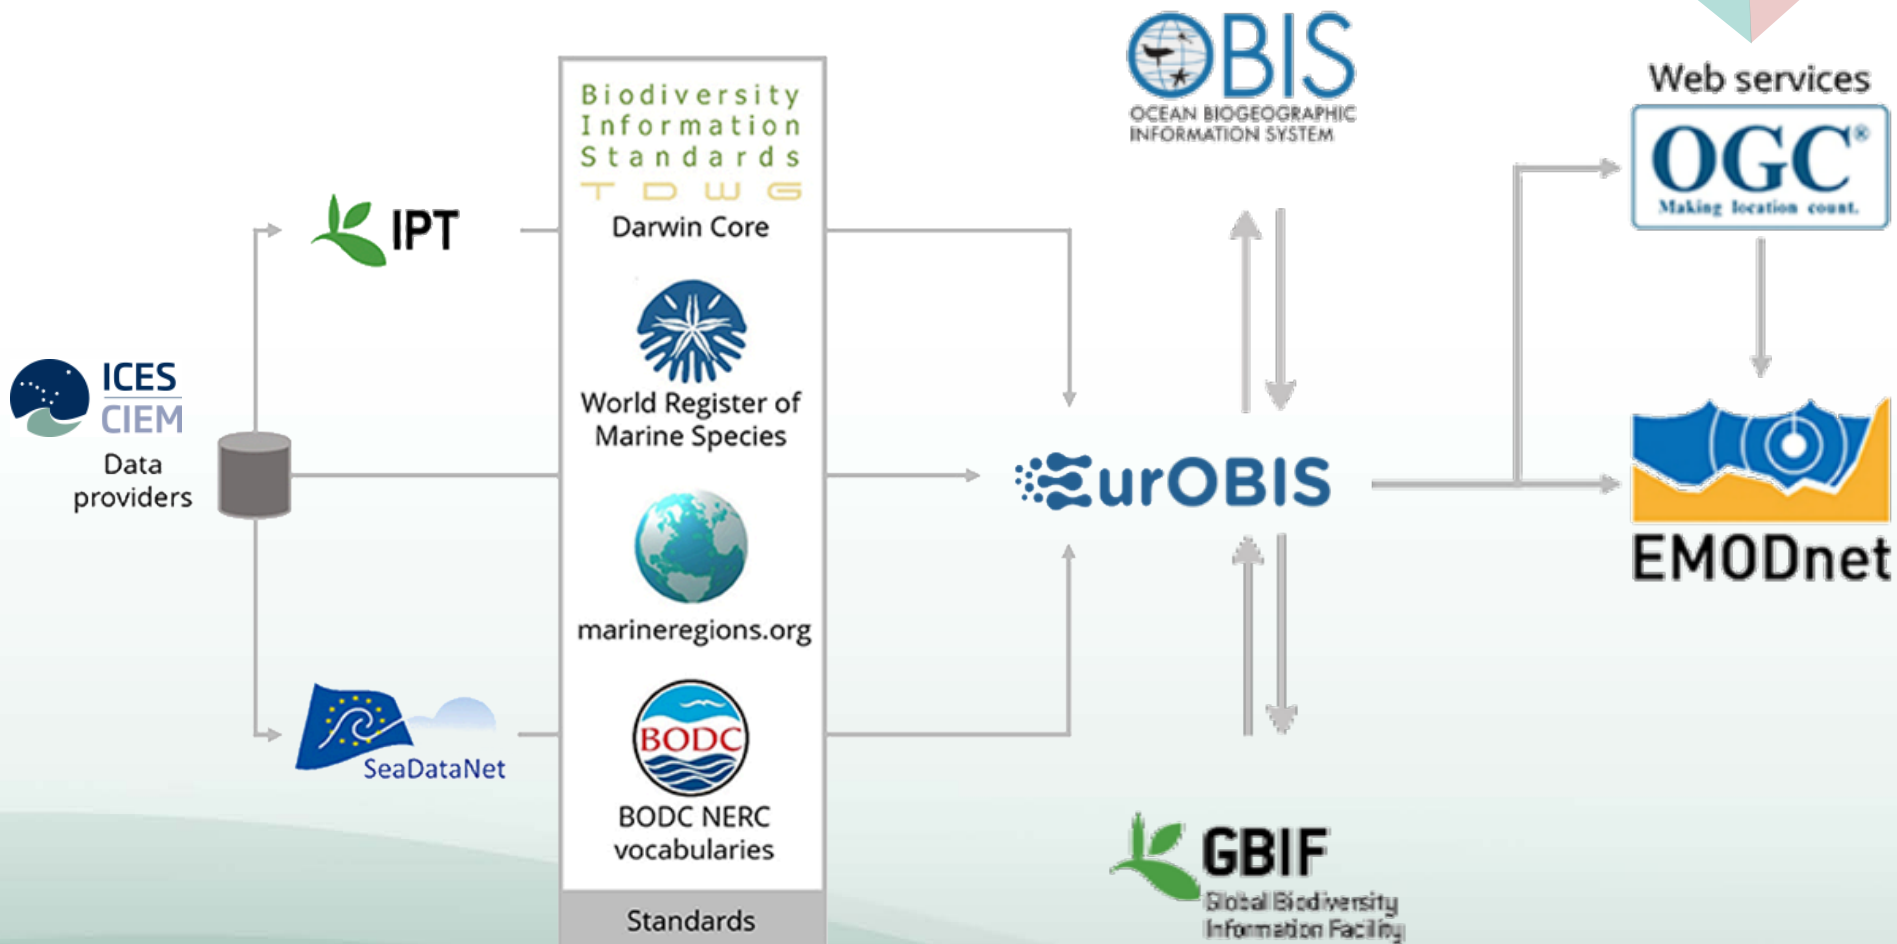 ICES
CIEM
Data
providers
IPT
SeaDataNet
Biodiversity
Information
Standards
TDWG
Darwin Core
World Register of
Marine Species
marineregions.org
BODC
BODC NERC
vocabularies
Standards
OBIS
OCEAN BIOGEOGRAPHIC
INFORMATION SYSTEM
EurOBIS
GBIF
Global Biodiversity
Information Facility
Web services
OGC®
Making location count.
EMODnet